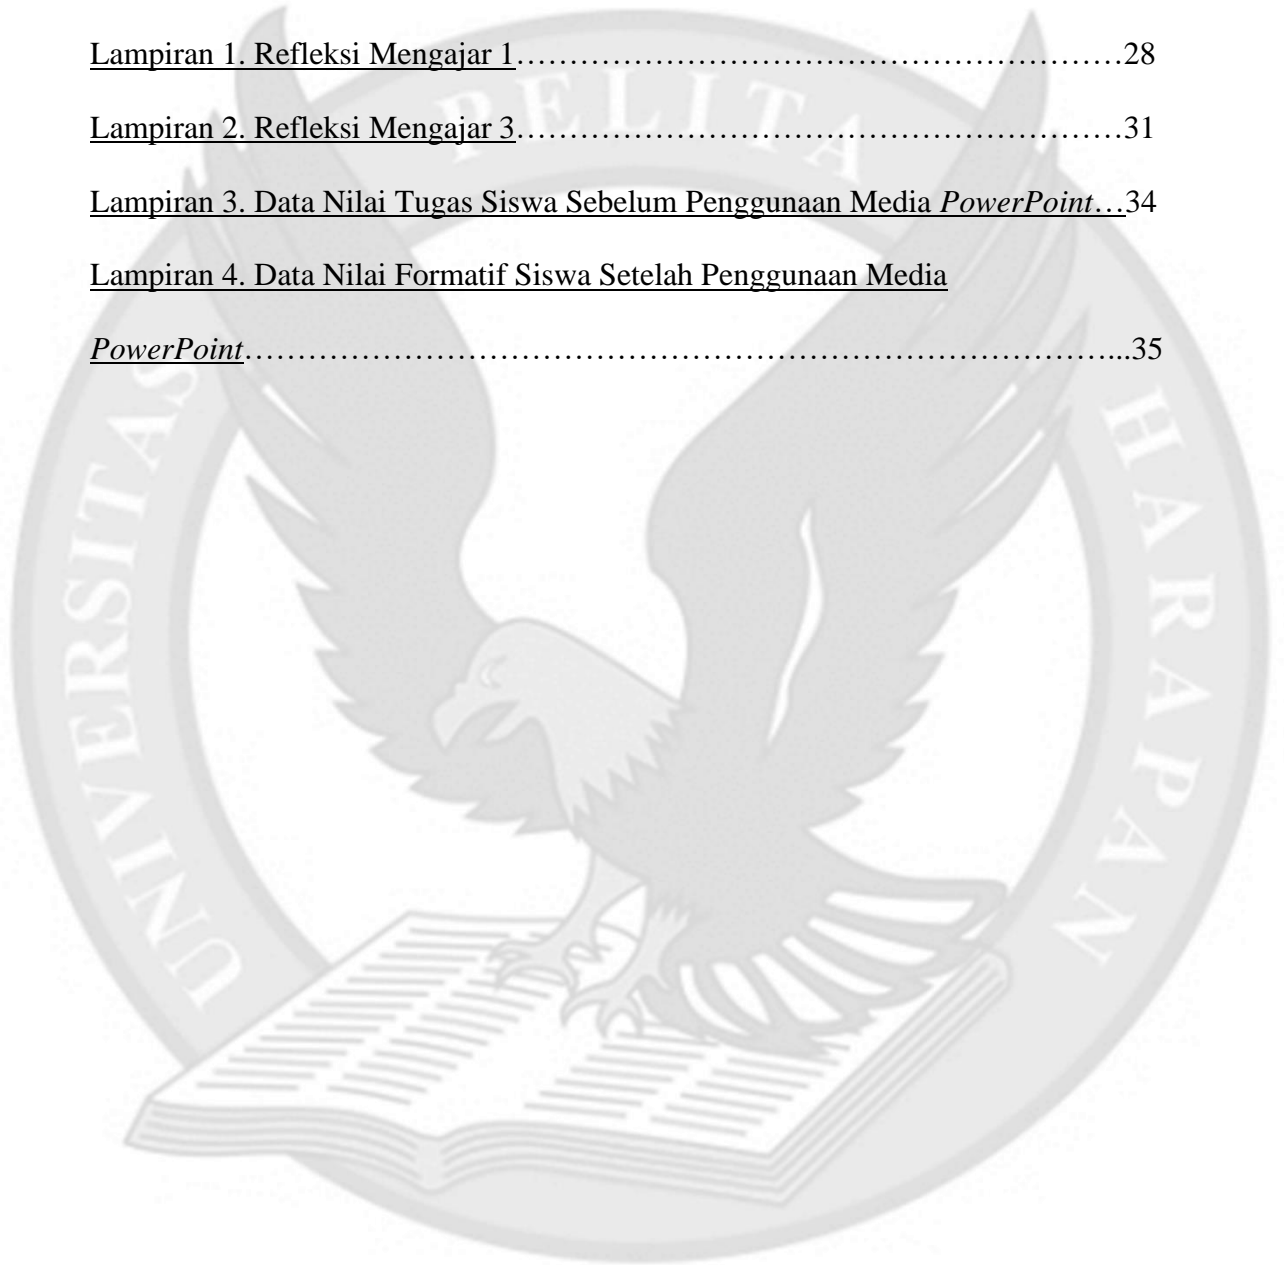 Lampiran 1. Refleksi Mengajar 1……………………………………………………28
Lampiran 2. Refleksi Mengajar 3……………………………………………………31
Lampiran 3. Data Nilai Tugas Siswa Sebelum Penggunaan Media PowerPoint…34
Lampiran 4. Data Nilai Formatif Siswa Setelah Penggunaan Media
PowerPoint…………………………………………………………………………...35
UNIVERSITAS PELITA HARAPAN